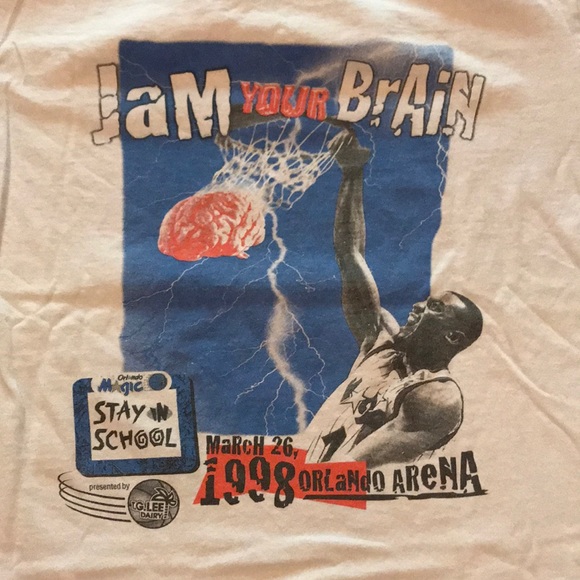 JaM YOUR BrAiN
Orlando
Magic
STAY IN
SCHOOL
presented by
T.G. LEE
DAIRY
MaRCH 26,
1998 ORLaNdO ARENA